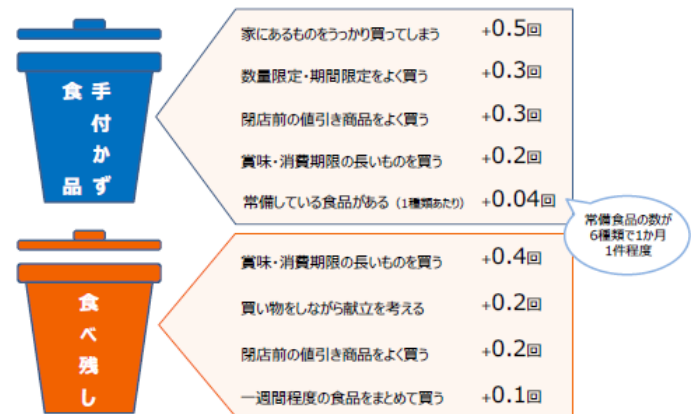 手付かず食品
家にあるものをうっかり買ってしまう +0.5回
数量限定・期間限定をよく買う +0.3回
閉店前の値引き商品をよく買う +0.3回
賞味・消費期限の長いものを買う +0.2回
常備している食品がある（1種類あたり） +0.04回
常備食品の数が
6種類で1か月
1件程度
食べ残し
賞味・消費期限の長いものを買う +0.4回
買い物をしながら献立を考える +0.2回
閉店前の値引き商品をよく買う +0.2回
一週間程度の食品をまとめて買う +0.1回